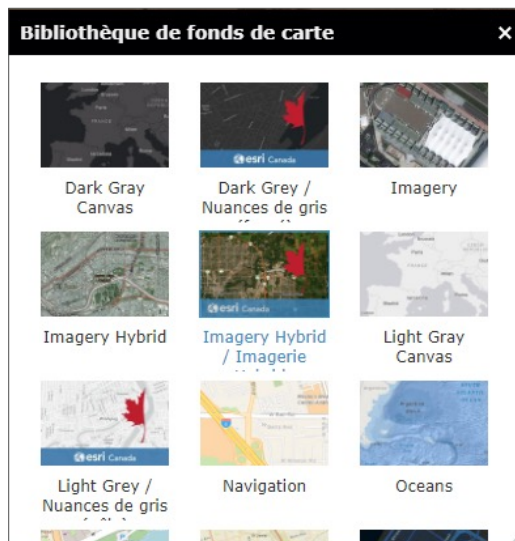 Bibliothèque de fonds de carte ×
Dark Gray
Canvas
esri Canada
Dark Grey /
Nuances de gris
Imagery
Imagery Hybrid
esri Canada
Imagery Hybrid
/ Imagerie
Light Gray
Canvas
esri Canada
Light Grey /
Nuances de gris
Navigation
Oceans